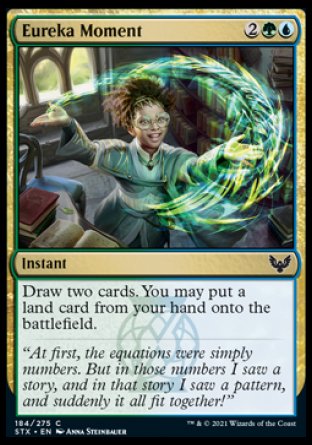 Eureka Moment 2
Instant
Draw two cards. You may put a
land card from your hand onto the
battlefield.
“At first, the equations were simply
numbers. But in those numbers I saw a
story, and in that story I saw a pattern,
and suddenly it all fit together!”
184/275 C
STX • EN Anna Steinbauer
™ & © 2021 Wizards of the Coast